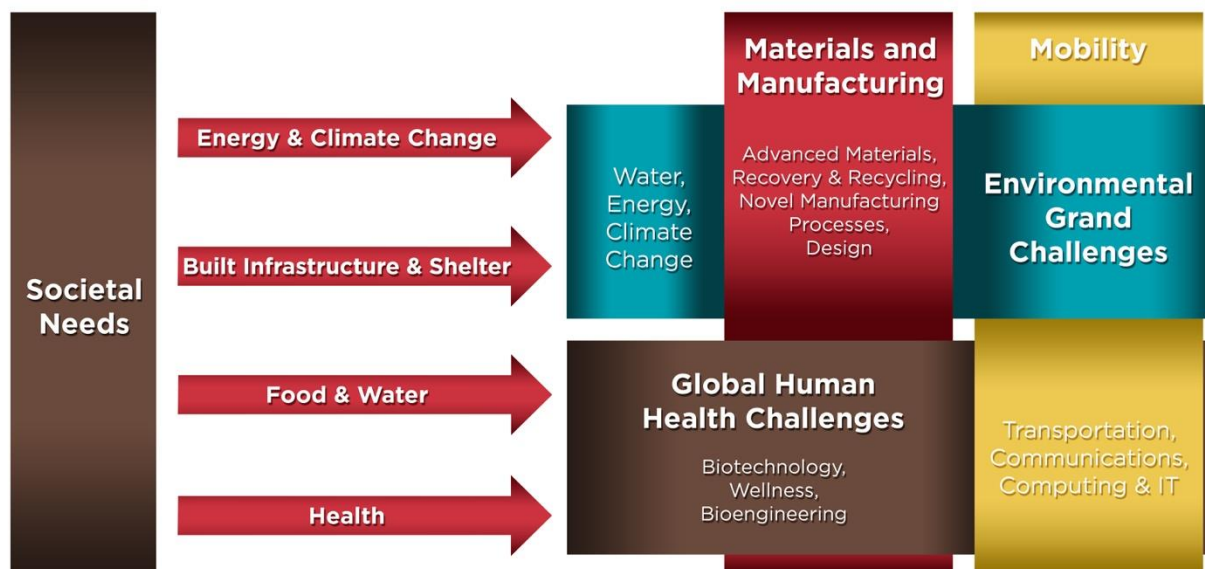 Societal
Needs
Energy & Climate Change
Built Infrastructure & Shelter
Food & Water
Health
Materials and
Manufacturing
Advanced Materials,
Recovery & Recycling,
Novel Manufacturing
Processes,
Design
Mobility
Water,
Energy,
Climate
Change
Environmental
Grand
Challenges
Global Human
Health Challenges
Biotechnology,
Wellness,
Bioengineering
Transportation,
Communications,
Computing & IT